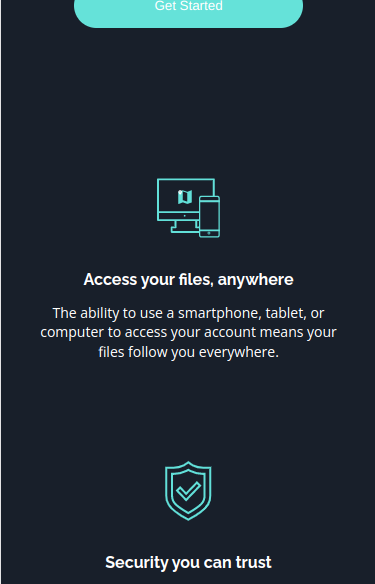 Get Started
Access your files, anywhere
The ability to use a smartphone, tablet, or
computer to access your account means your
files follow you everywhere.
Security you can trust